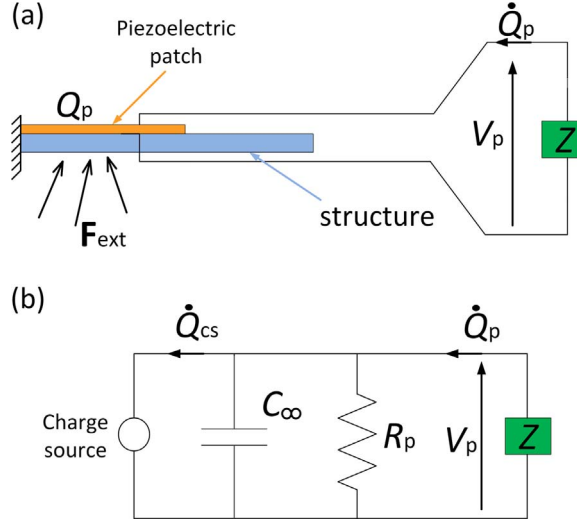 (a)
Piezoelectric
patch
Q̇p
Qp
Vp
Z
structure
Fext
(b)
Q̇cs
Q̇p
Charge
source
C∞
Rp
Vp
Z